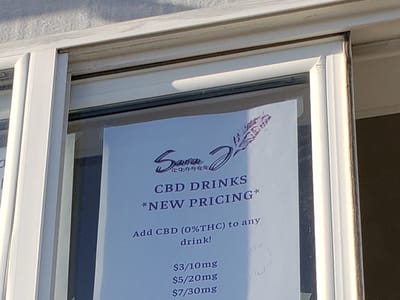 Sara J
CBD DRINKS
*NEW PRICING*
Add CBD (0%THC) to any
drink!
$3/10mg
$5/20mg
$7/30mg